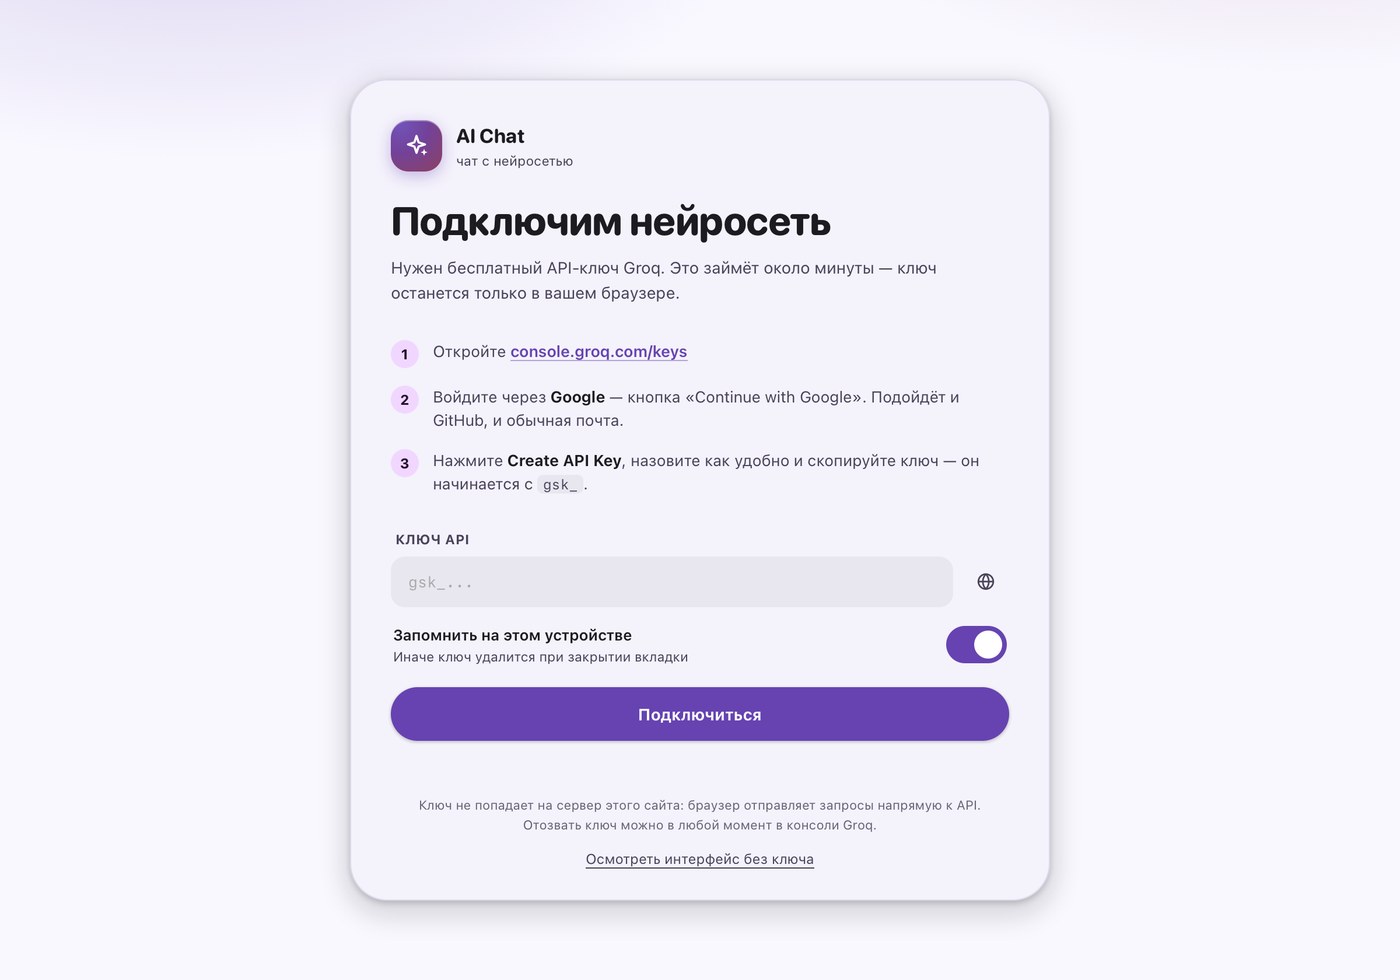 AI Chat
чат с нейросетью
Подключим нейросеть
Нужен бесплатный API-ключ Groq. Это займёт около минуты — ключ
останется только в вашем браузере.
1 Откройте console.groq.com/keys
2 Войдите через Google — кнопка «Continue with Google». Подойдёт и
GitHub, и обычная почта.
3 Нажмите Create API Key, назовите как удобно и скопируйте ключ — он
начинается с gsk_.
КЛЮЧ API
gsk_...
Запомнить на этом устройстве
Иначе ключ удалится при закрытии вкладки
Подключиться
Ключ не попадает на сервер этого сайта: браузер отправляет запросы напрямую к API.
Отозвать ключ можно в любой момент в консоли Groq.
Осмотреть интерфейс без ключа